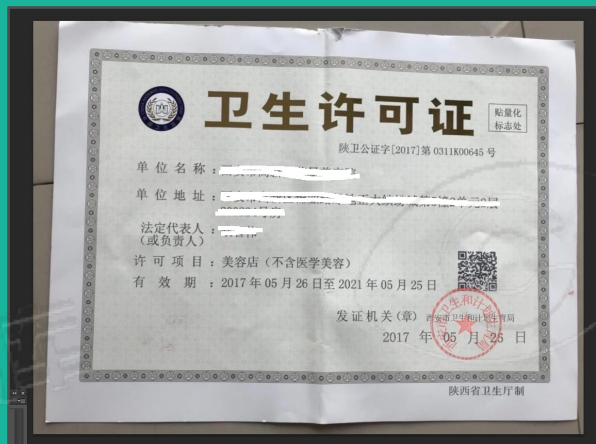 卫生许可证
贴量化
标志处
陕卫公证字[2017]第 0311K00645 号
单 位 名 称 :
单 位 地 址 :
法定代表人 :
(或负责人)
许 可 项 目 : 美容店（不含医学美容）
有 效 期 : 2017 年 05 月 26 日至 2021 年 05 月 25 日
发 证 机 关 (章) 西安市卫生和计划生育局
2017 年 05 月 26 日
陕西省卫生厅制